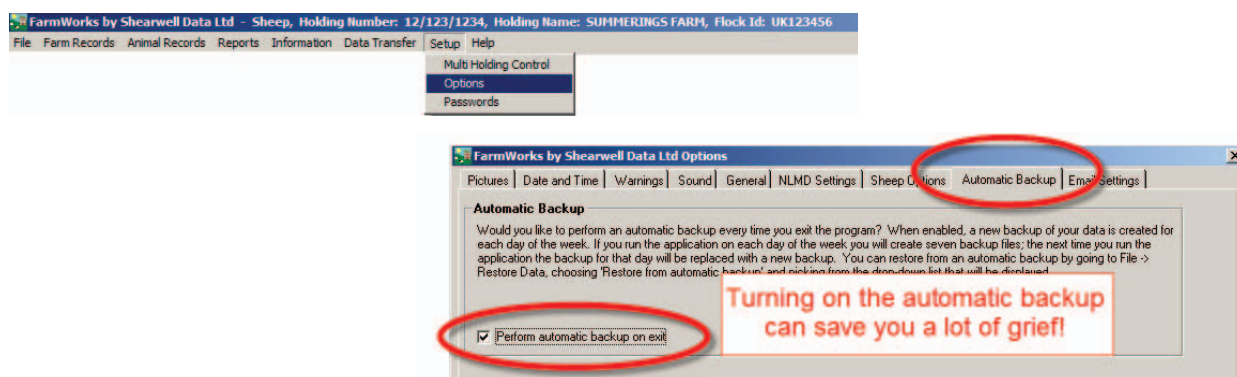 FarmWorks by Shearwell Data Ltd - Sheep, Holding Number: 12/123/1234, Holding Name: SUMMERINGS FARM, Flock Id: UK123456
File Farm Records Animal Records Reports Information Data Transfer Setup Help
Multi Holding Control
Options
Passwords
FarmWorks by Shearwell Data Ltd Options
Pictures Date and Time Warnings Sound General NLMD Settings Sheep Options Automatic Backup Email Settings
Automatic Backup
Would you like to perform an automatic backup every time you exit the program? When enabled, a new backup of your data is created for
each day of the week. If you run the application on each day of the week you will create seven backup files; the next time you run the
application the backup for that day will be replaced with a new backup. You can restore from an automatic backup by going to File ->
Restore Data, choosing 'Restore from automatic backup' and picking from the drop-down list that will be displayed
Turning on the automatic backup
can save you a lot of grief!
Perform automatic backup on exit